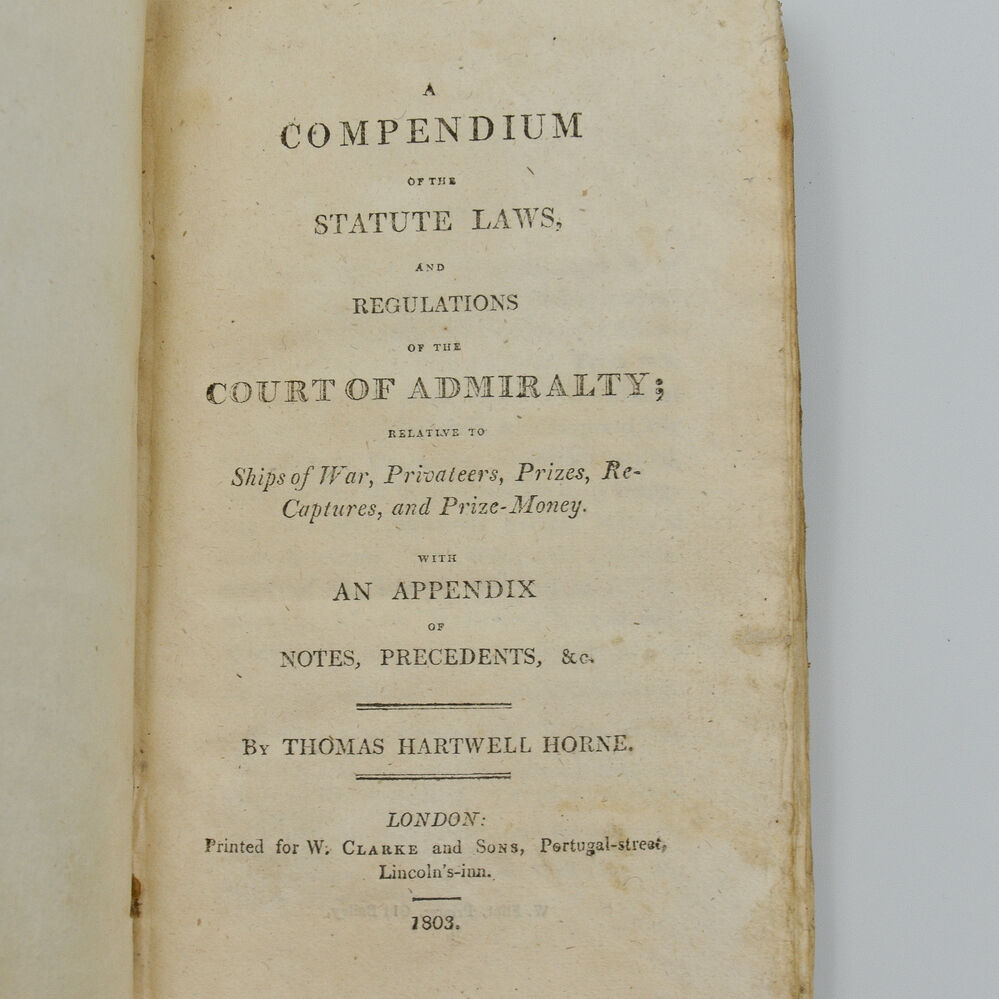 A
COMPENDIUM
OF THE
STATUTE LAWS,
AND
REGULATIONS
OF THE
COURT OF ADMIRALTY;
RELATIVE TO
Ships of War, Privateers, Prizes, Re-
Captures, and Prize-Money.
WITH
AN APPENDIX
OF
NOTES, PRECEDENTS, &c.
By THOMAS HARTWELL HORNE.
LONDON:
Printed for W. CLARKE and SONS, Portugal-street,
Lincoln's-inn.
1803.